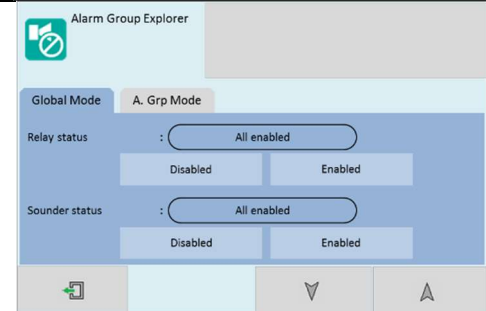 Alarm Group Explorer
Global Mode A. Grp Mode
Relay status : All enabled
Disabled Enabled
Sounder status : All enabled
Disabled Enabled